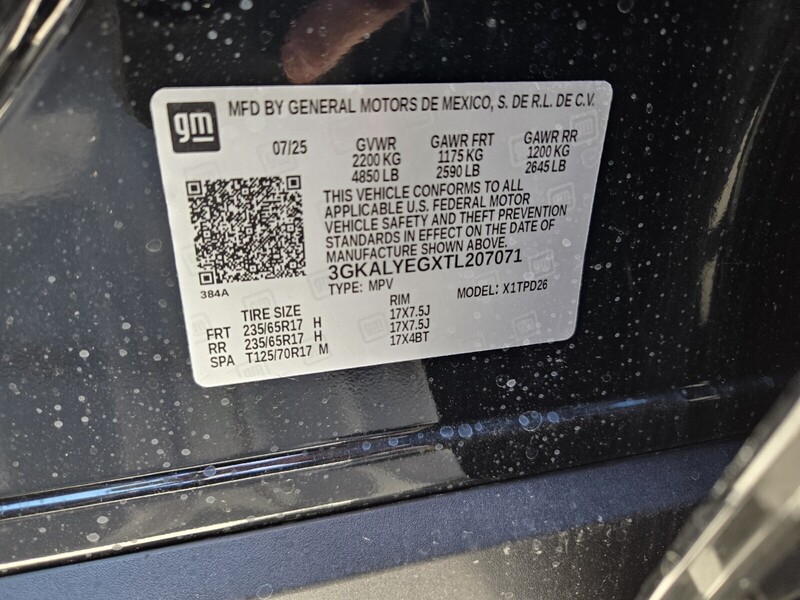 gm
MFD BY GENERAL MOTORS DE MEXICO, S. DE R.L. DE C.V.
07/25 GVWR GAWR FRT GAWR RR
2200 KG 1175 KG 1200 KG
4850 LB 2590 LB 2645 LB
THIS VEHICLE CONFORMS TO ALL
APPLICABLE U.S. FEDERAL MOTOR
VEHICLE SAFETY AND THEFT PREVENTION
STANDARDS IN EFFECT ON THE DATE OF
MANUFACTURE SHOWN ABOVE.
3GKALYEGXTL207071
384A
TYPE: MPV MODEL: X1TPD26
TIRE SIZE RIM
FRT 235/65R17 H 17X7.5J
RR 235/65R17 H 17X7.5J
SPA T125/70R17 M 17X4BT